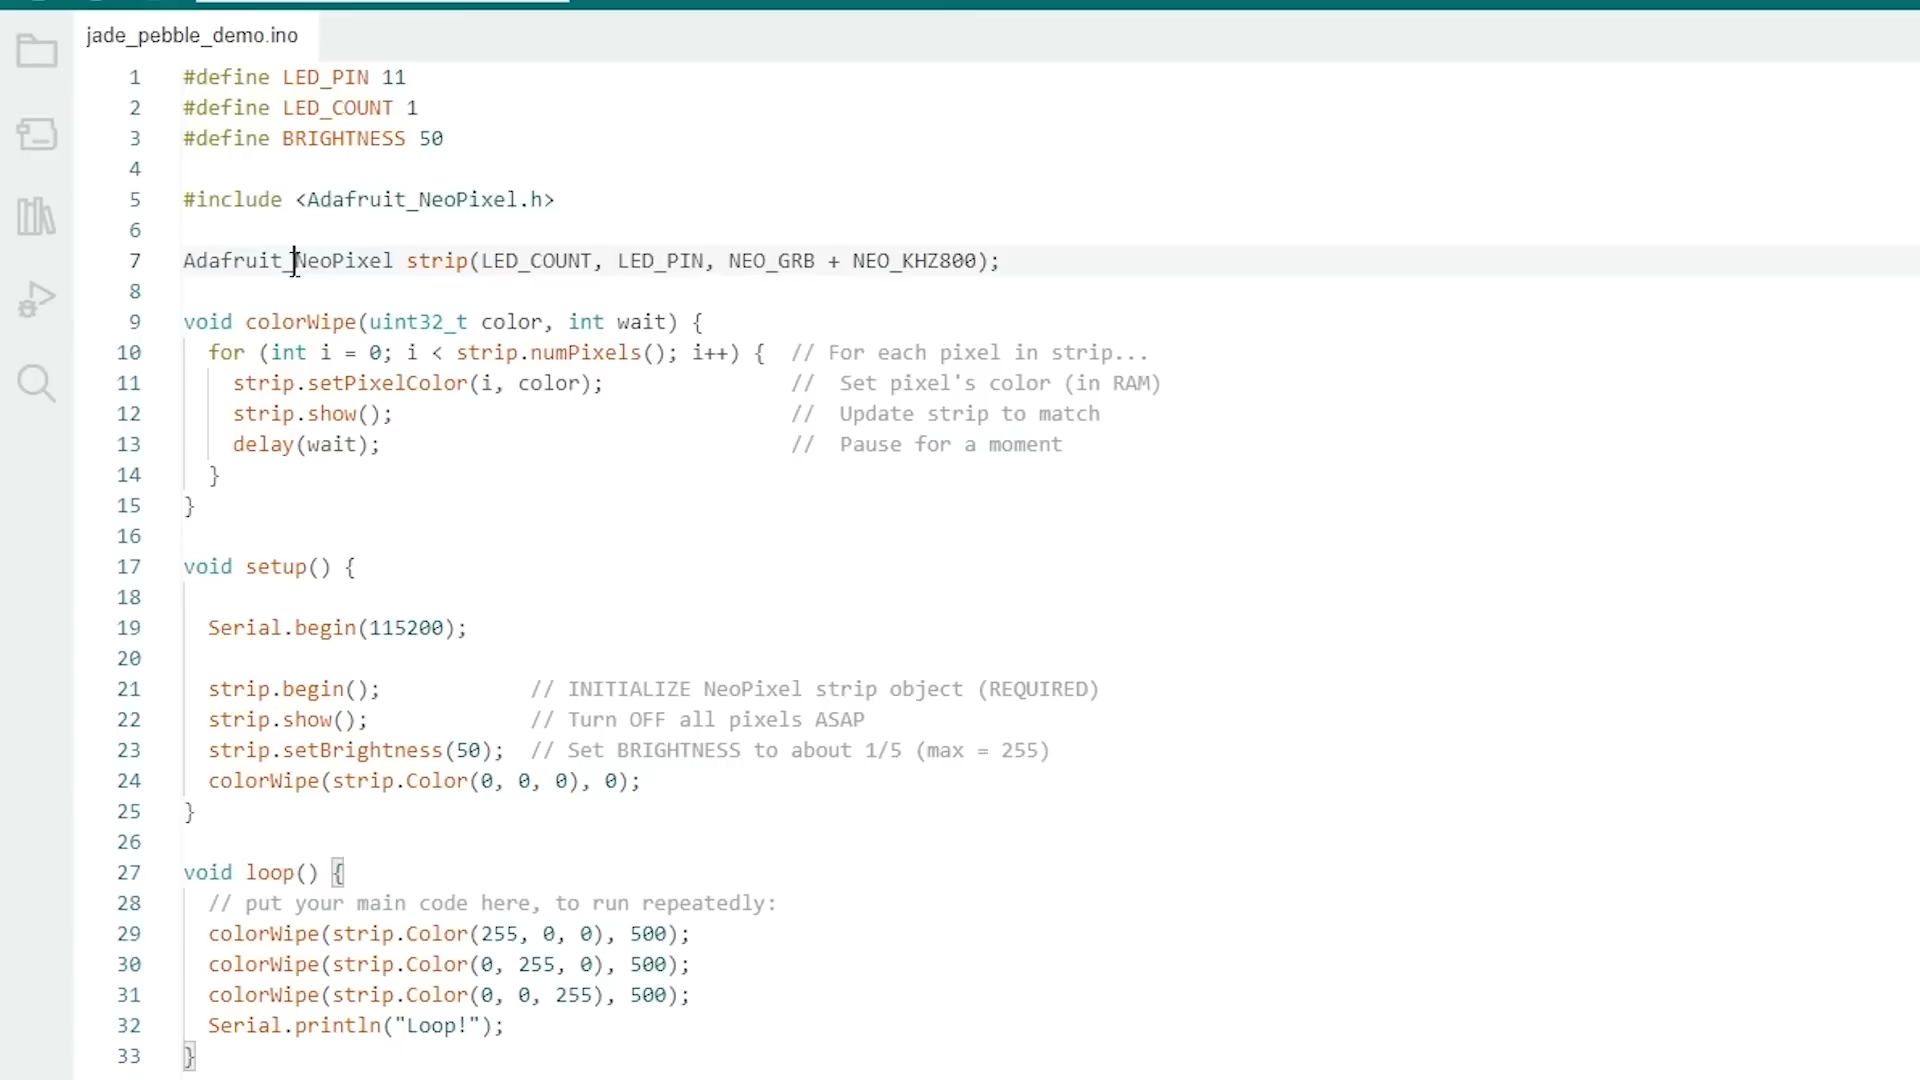 jade_pebble_demo.ino
1 #define LED_PIN 11
2 #define LED_COUNT 1
3 #define BRIGHTNESS 50
4
5 #include <Adafruit_NeoPixel.h>
6
7 Adafruit_NeoPixel strip(LED_COUNT, LED_PIN, NEO_GRB + NEO_KHZ800);
8
9 void colorWipe(uint32_t color, int wait) {
10   for (int i = 0; i < strip.numPixels(); i++) {  // For each pixel in strip...
11     strip.setPixelColor(i, color);               //  Set pixel's color (in RAM)
12     strip.show();                                //  Update strip to match
13     delay(wait);                                 //  Pause for a moment
14   }
15 }
16
17 void setup() {
18
19   Serial.begin(115200);
20
21   strip.begin();            // INITIALIZE NeoPixel strip object (REQUIRED)
22   strip.show();             // Turn OFF all pixels ASAP
23   strip.setBrightness(50);  // Set BRIGHTNESS to about 1/5 (max = 255)
24   colorWipe(strip.Color(0, 0, 0), 0);
25 }
26
27 void loop() {
28   // put your main code here, to run repeatedly:
29   colorWipe(strip.Color(255, 0, 0), 500);
30   colorWipe(strip.Color(0, 255, 0), 500);
31   colorWipe(strip.Color(0, 0, 255), 500);
32   Serial.println("Loop!");
33 }